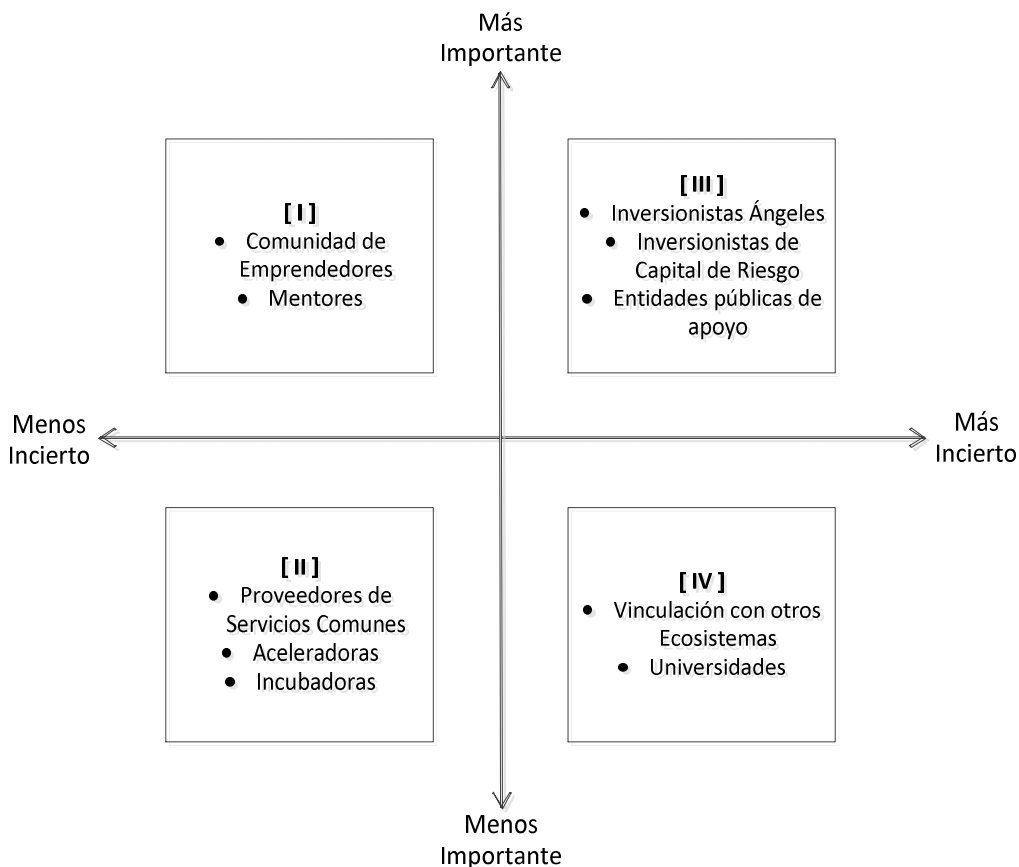 Más
Importante
[ I ]
• Comunidad de
Emprendedores
• Mentores
[ III ]
• Inversionistas Ángeles
• Inversionistas de
Capital de Riesgo
• Entidades públicas de
apoyo
Menos
Incierto
Más
Incierto
[ II ]
• Proveedores de
Servicios Comunes
• Aceleradoras
• Incubadoras
[ IV ]
• Vinculación con otros
Ecosistemas
• Universidades
Menos
Importante